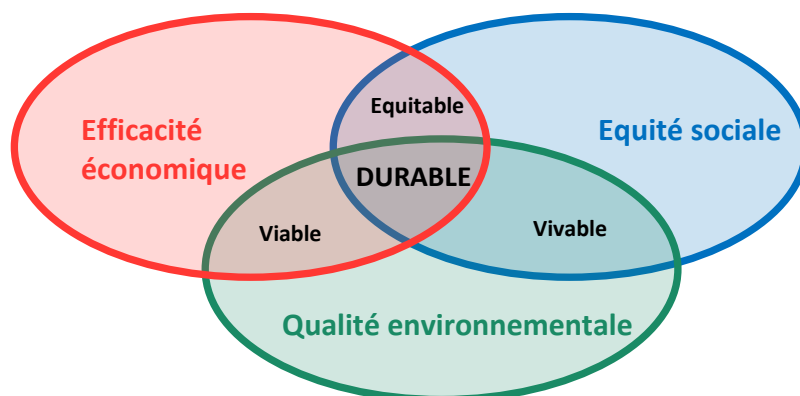 Equitable
Efficacité
économique
Equité sociale
DURABLE
Viable
Vivable
Qualité environnementale